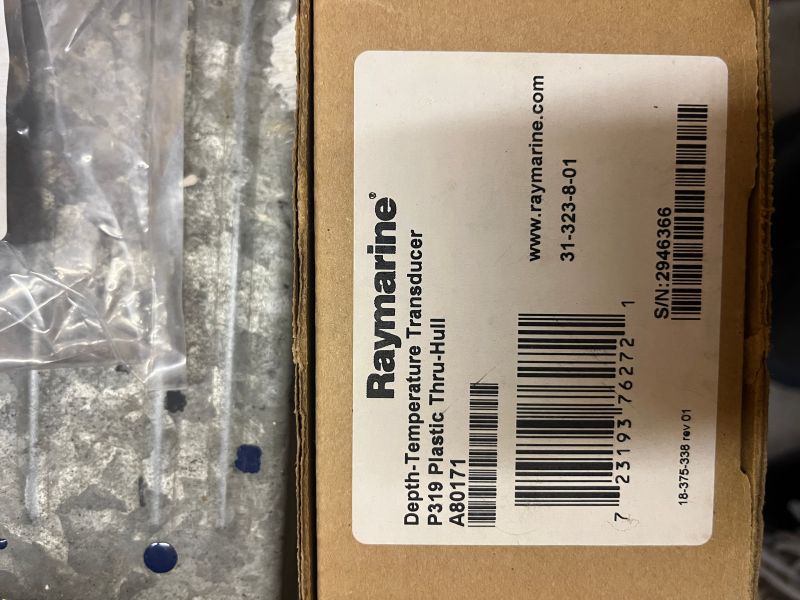 Raymarine®
Depth-Temperature Transducer
P319 Plastic Thru-Hull
A80171
www.raymarine.com
31-323-8-01
7 23193 76272 1
S/N:2946366
18-375-338 rev 01